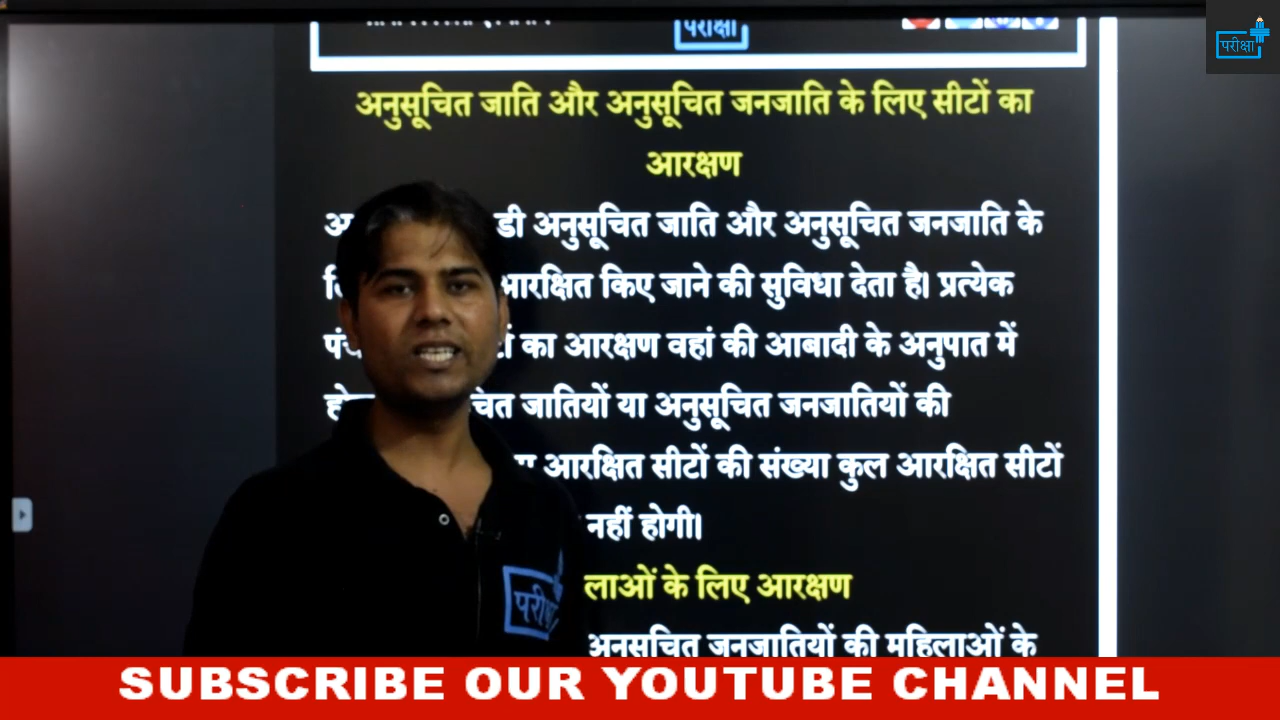 परीक्षा
परीक्षा
अनुसूचित जाति और अनुसूचित जनजाति के लिए सीटों का
आरक्षण
डी अनुसूचित जाति और अनुसूचित जनजाति के
आरक्षित किए जाने की सुविधा देता है। प्रत्येक
का आरक्षण वहां की आबादी के अनुपात में
जातियों या अनुसूचित जनजातियों की
आरक्षित सीटों की संख्या कुल आरक्षित सीटों
नहीं होगी।
लाओं के लिए आरक्षण
अनुसूचित जनजातियों की महिलाओं के
परीक्षा
SUBSCRIBE OUR YOUTUBE CHANNEL